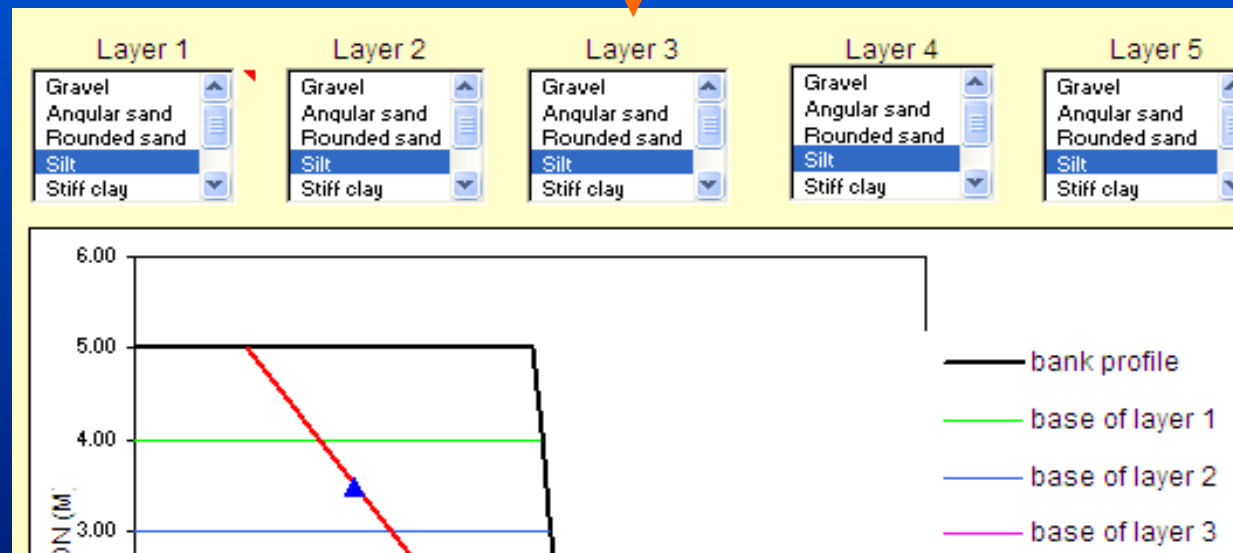 Layer 1 Layer 2 Layer 3 Layer 4 Layer 5
Gravel Gravel Gravel Gravel Gravel
Angular sand Angular sand Angular sand Angular sand Angular sand
Rounded sand Rounded sand Rounded sand Rounded sand Rounded sand
Silt Silt Silt Silt Silt
Stiff clay Stiff clay Stiff clay Stiff clay Stiff clay
6.00
5.00
bank profile
4.00
base of layer 1
base of layer 2
3.00
base of layer 3